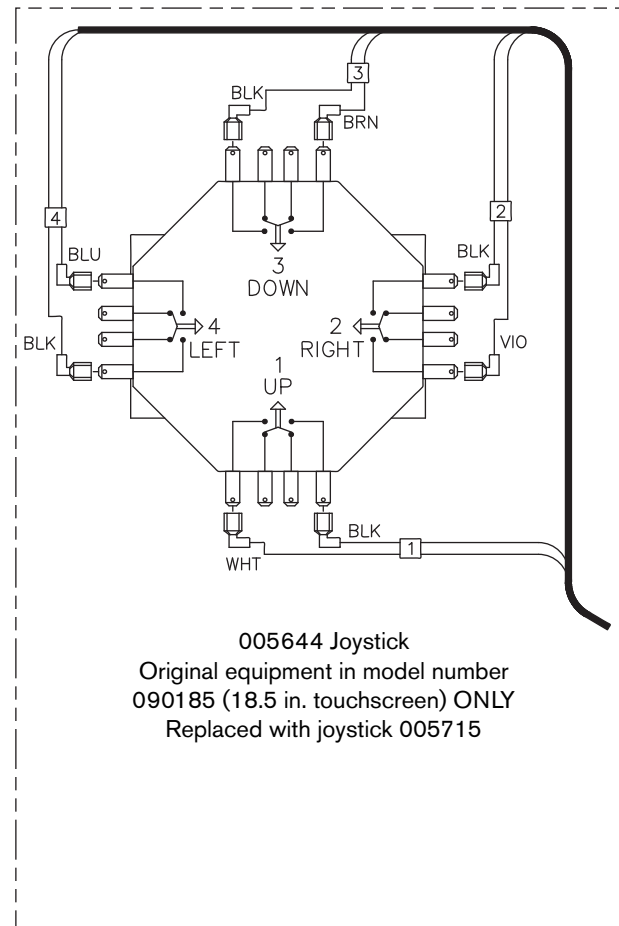 3
BLK
BRN
4
2
BLU
BLK
3
DOWN
4
LEFT
2
RIGHT
BLK
VIO
1
UP
BLK
1
WHT
005644 Joystick
Original equipment in model number
090185 (18.5 in. touchscreen) ONLY
Replaced with joystick 005715